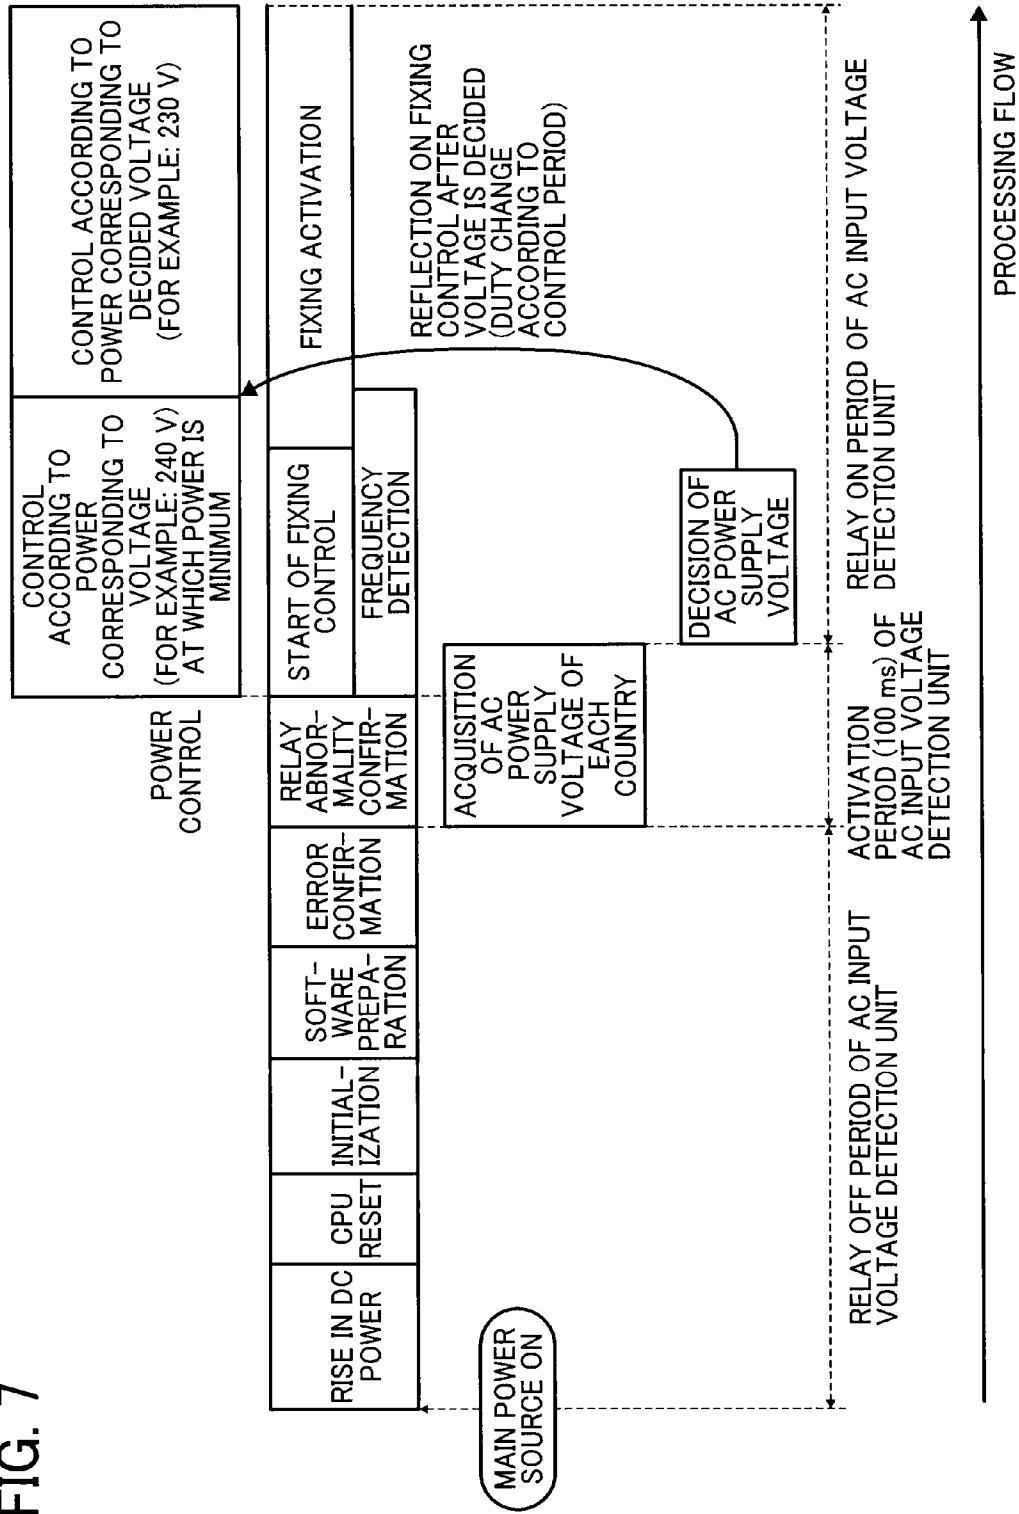 FIG. 7
POWER
CONTROL
CONTROL
ACCORDING TO
POWER
CORRESPONDING TO
VOLTAGE
(FOR EXAMPLE: 240 V)
AT WHICH POWER IS
MINIMUM
CONTROL ACCORDING TO
POWER CORRESPONDING TO
DECIDED VOLTAGE
(FOR EXAMPLE: 230 V)
RISE IN DC
POWER
CPU
RESET
INITIAL-
IZATION
SOFT-
WARE
PREPA-
RATION
ERROR
CONFIR-
MATION
RELAY
ABNOR-
MALITY
CONFIR-
MATION
START OF FIXING
CONTROL
FREQUENCY
DETECTION
FIXING ACTIVATION
MAIN POWER
SOURCE ON
ACQUISITION
OF AC
POWER
SUPPLY
VOLTAGE OF
EACH
COUNTRY
DECISION OF
AC POWER
SUPPLY
VOLTAGE
REFLECTION ON FIXING
CONTROL AFTER
VOLTAGE IS DECIDED
(DUTY CHANGE
ACCORDING TO
CONTROL PERIOD)
RELAY OFF PERIOD OF AC INPUT
VOLTAGE DETECTION UNIT
ACTIVATION
PERIOD (100 ms) OF
AC INPUT VOLTAGE
DETECTION UNIT
RELAY ON PERIOD OF AC INPUT VOLTAGE
DETECTION UNIT
PROCESSING FLOW